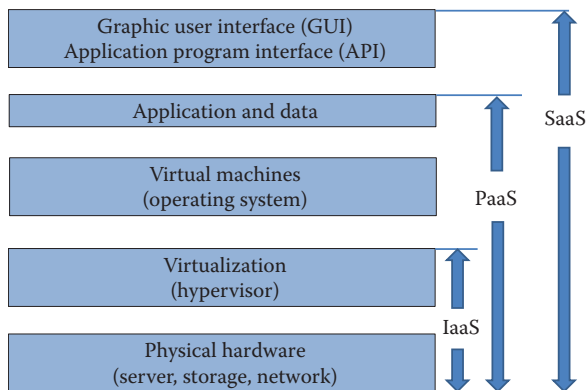 Graphic user interface (GUI)
Application program interface (API)
Application and data
Virtual machines
(operating system)
Virtualization
(hypervisor)
Physical hardware
(server, storage, network)
IaaS
PaaS
SaaS